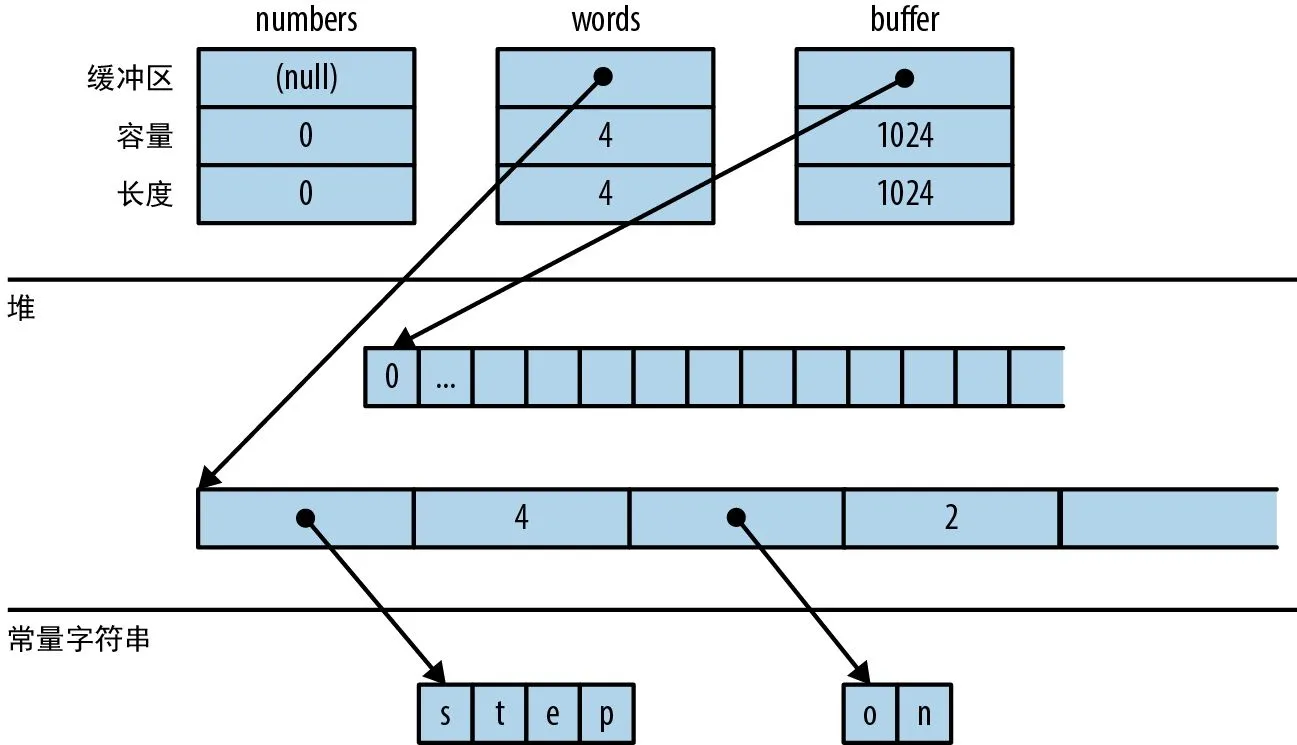 numbers words buffer
缓冲区 (null)
容量 0 4 1024
长度 0 4 1024
堆
0 ...
4 2
常量字符串
s t e p o n